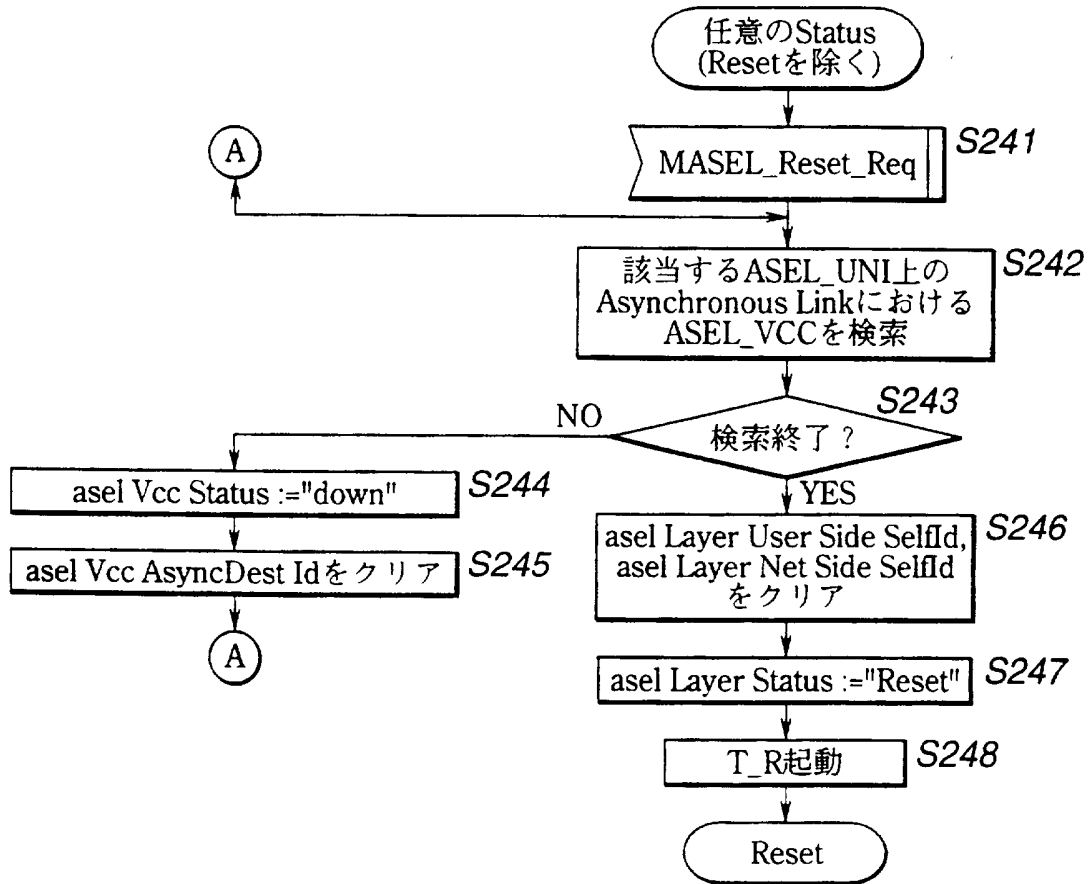 任意のStatus
(Resetを除く)
MASEL_Reset_Req
S241
A
該当するASEL_UNI上の
Asynchronous Linkにおける
ASEL_VCCを検索
S242
検索終了？
S243
NO
YES
asel Vcc Status :="down"
S244
asel Vcc AsyncDest Idをクリア
S245
A
asel Layer User Side SelfId,
asel Layer Net Side SelfId
をクリア
S246
asel Layer Status :="Reset"
S247
T_R起動
S248
Reset